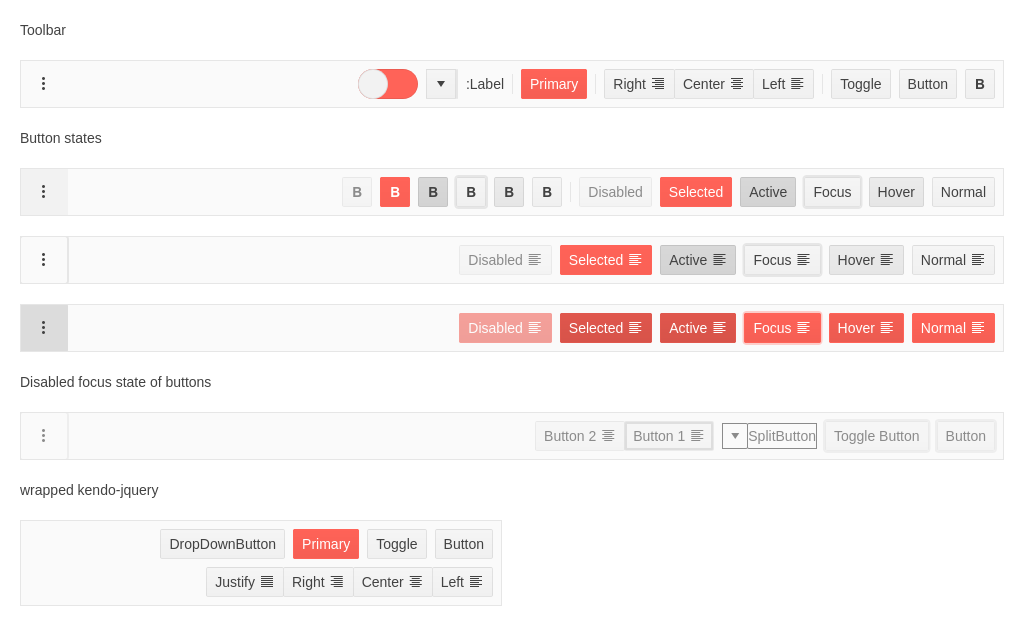 Toolbar
:Label Primary Right Center Left Toggle Button B
Button states
B B B B B B Disabled Selected Active Focus Hover Normal
Disabled Selected Active Focus Hover Normal
Disabled Selected Active Focus Hover Normal
Disabled focus state of buttons
Button 2 Button 1 SplitButton Toggle Button Button
wrapped kendo-jquery
DropDownButton Primary Toggle Button
Justify Right Center Left